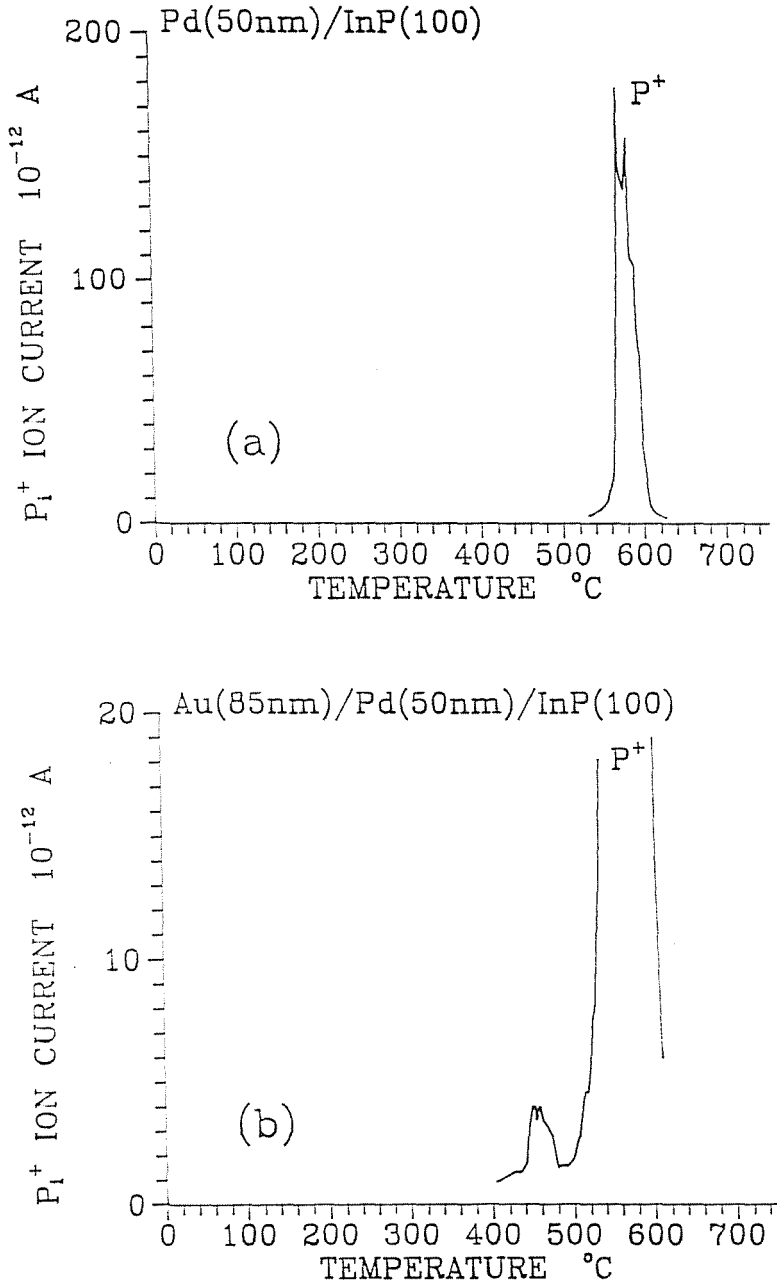 Pd(50nm)/InP(100)
200
100
0
P⁺
(a)
Pᵢ⁺ ION CURRENT 10⁻¹² A
0 100 200 300 400 500 600 700
TEMPERATURE °C
Au(85nm)/Pd(50nm)/InP(100)
20
10
0
P⁺
(b)
Pᵢ⁺ ION CURRENT 10⁻¹² A
0 100 200 300 400 500 600 700
TEMPERATURE °C